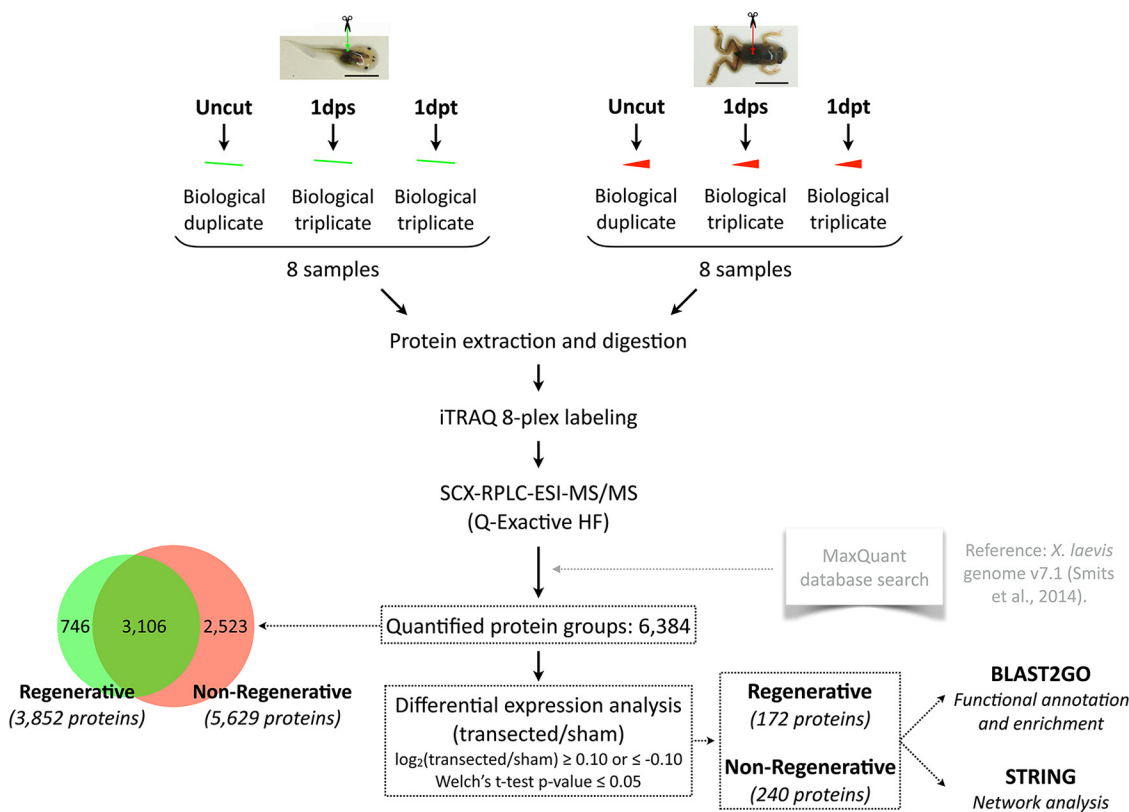 Uncut 1dps 1dpt
Biological duplicate
Biological triplicate
Biological triplicate
8 samples
Uncut 1dps 1dpt
Biological duplicate
Biological triplicate
Biological triplicate
8 samples
Protein extraction and digestion
iTRAQ 8-plex labeling
SCX-RPLC-ESI-MS/MS
(Q-Exactive HF)
MaxQuant
database search
Reference: X. laevis
genome v7.1 (Smits
et al., 2014).
Quantified protein groups: 6,384
746 3,106 2,523
Regenerative
(3,852 proteins)
Non-Regenerative
(5,629 proteins)
Differential expression analysis
(transected/sham)
log₂(transected/sham) ≥ 0.10 or ≤ -0.10
Welch's t-test p-value ≤ 0.05
Regenerative
(172 proteins)
Non-Regenerative
(240 proteins)
BLAST2GO
Functional annotation
and enrichment
STRING
Network analysis